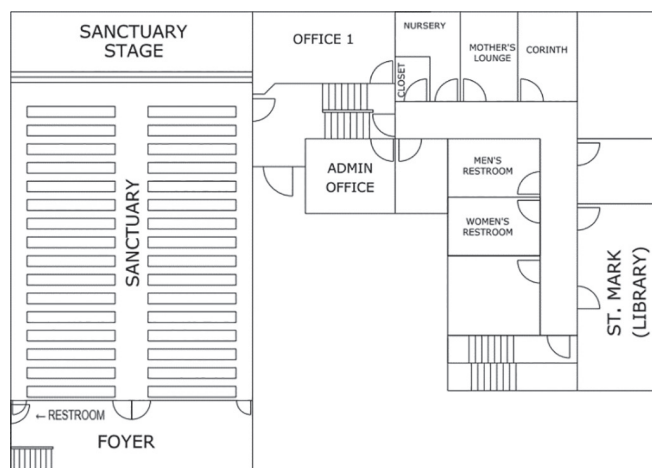 SANCTUARY
STAGE
OFFICE 1
NURSERY
CLOSET
MOTHER'S
LOUNGE
CORINTH
ADMIN
OFFICE
MEN'S
RESTROOM
WOMEN'S
RESTROOM
SANCTUARY
ST. MARK
(LIBRARY)
← RESTROOM
FOYER